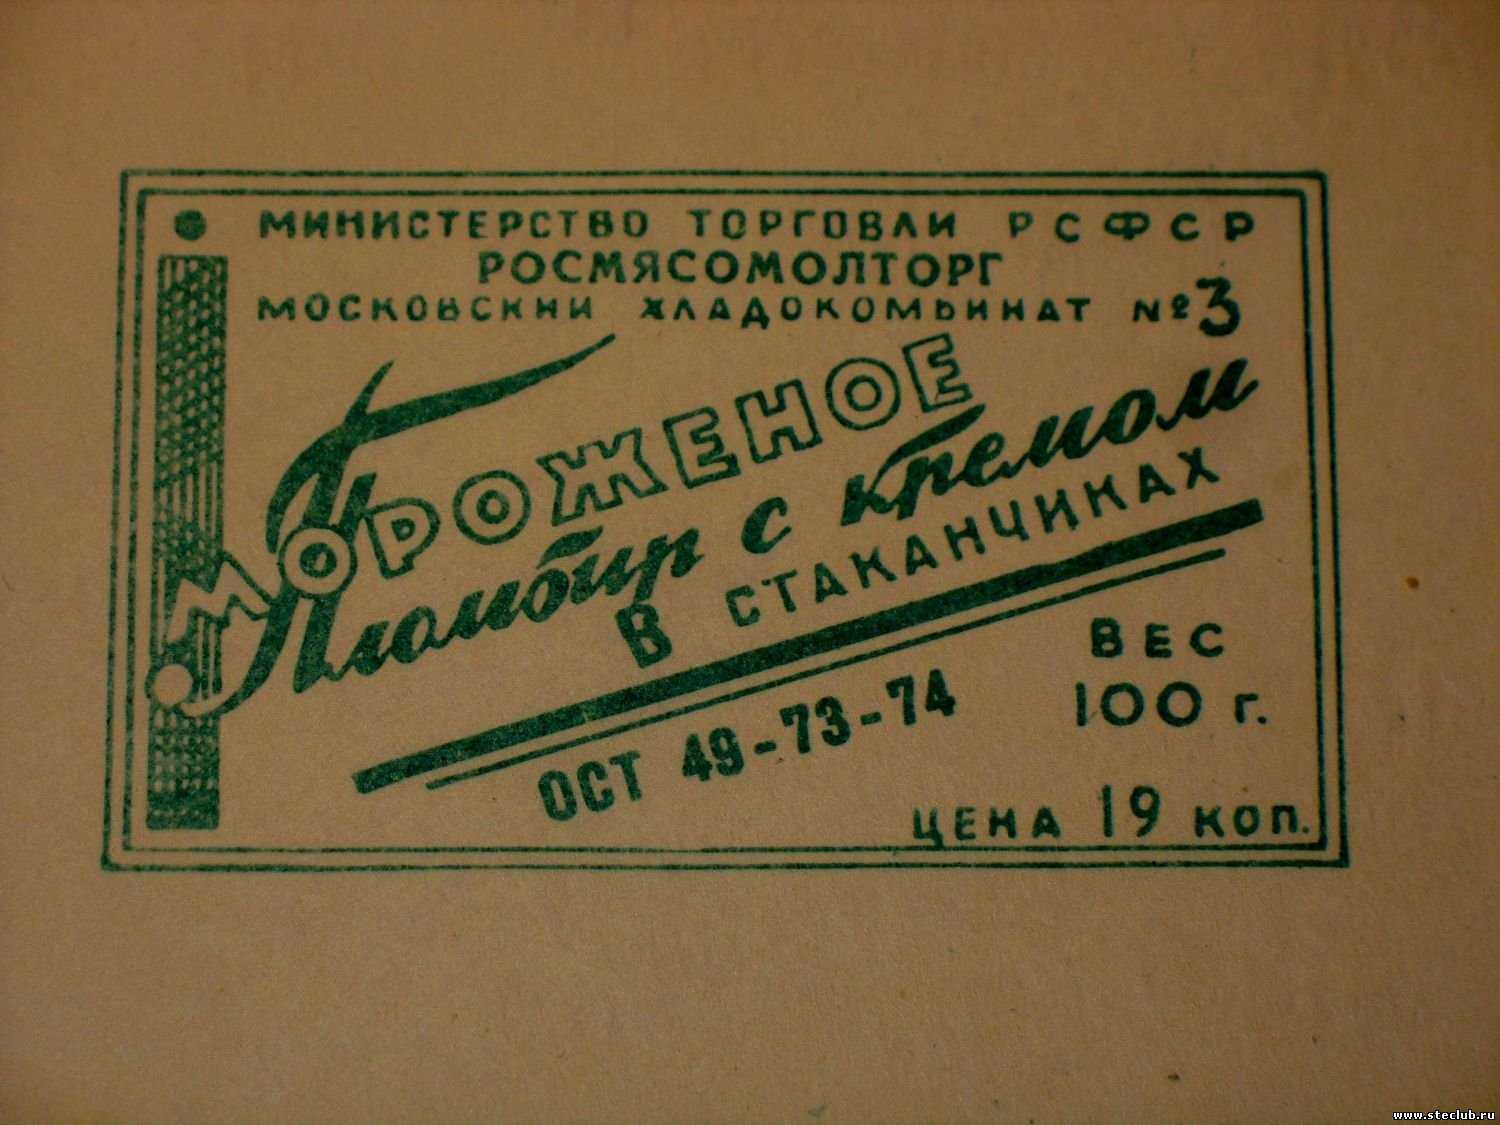 МИНИСТЕРСТВО ТОРГОВЛИ РСФСР
РОСМЯСОМОЛТОРГ
МОСКОВСКИЙ ХЛАДОКОМБИНАТ №3
МОРОЖЕНОЕ
Пломбир с кремом
В СТАКАНЧИКАХ
ОСТ 49-73-74
ВЕС
100 г.
ЦЕНА 19 КОП.
www.steclub.ru